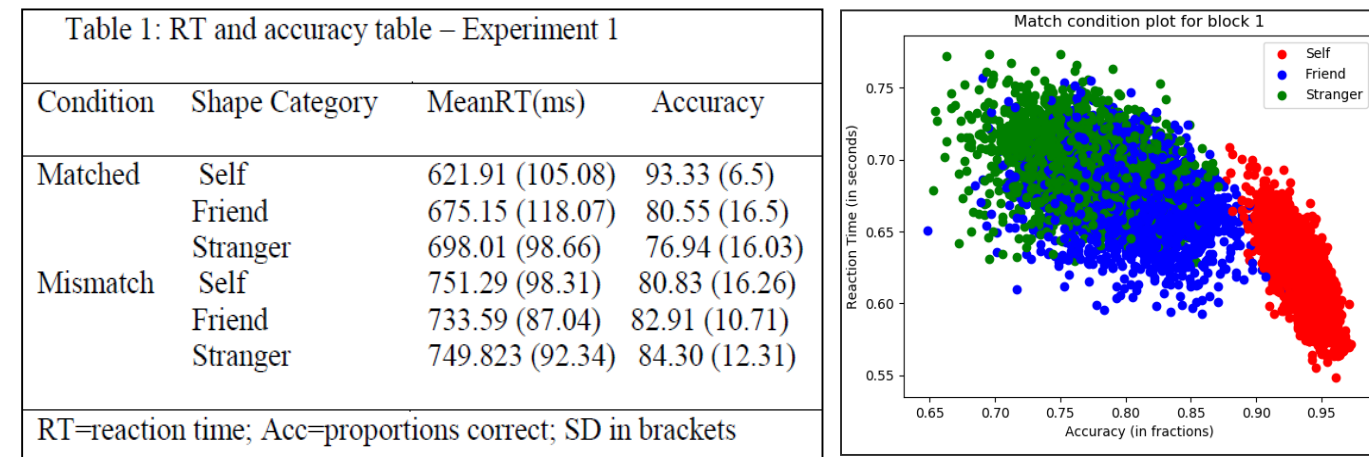 Table 1: RT and accuracy table – Experiment 1
Condition Shape Category MeanRT(ms) Accuracy
Matched Self 621.91 (105.08) 93.33 (6.5)
Friend 675.15 (118.07) 80.55 (16.5)
Stranger 698.01 (98.66) 76.94 (16.03)
Mismatch Self 751.29 (98.31) 80.83 (16.26)
Friend 733.59 (87.04) 82.91 (10.71)
Stranger 749.823 (92.34) 84.30 (12.31)
RT=reaction time; Acc=proportions correct; SD in brackets
Match condition plot for block 1
Self
Friend
Stranger
Reaction Time (in seconds)
0.75
0.70
0.65
0.60
0.55
0.65 0.70 0.75 0.80 0.85 0.90 0.95
Accuracy (in fractions)